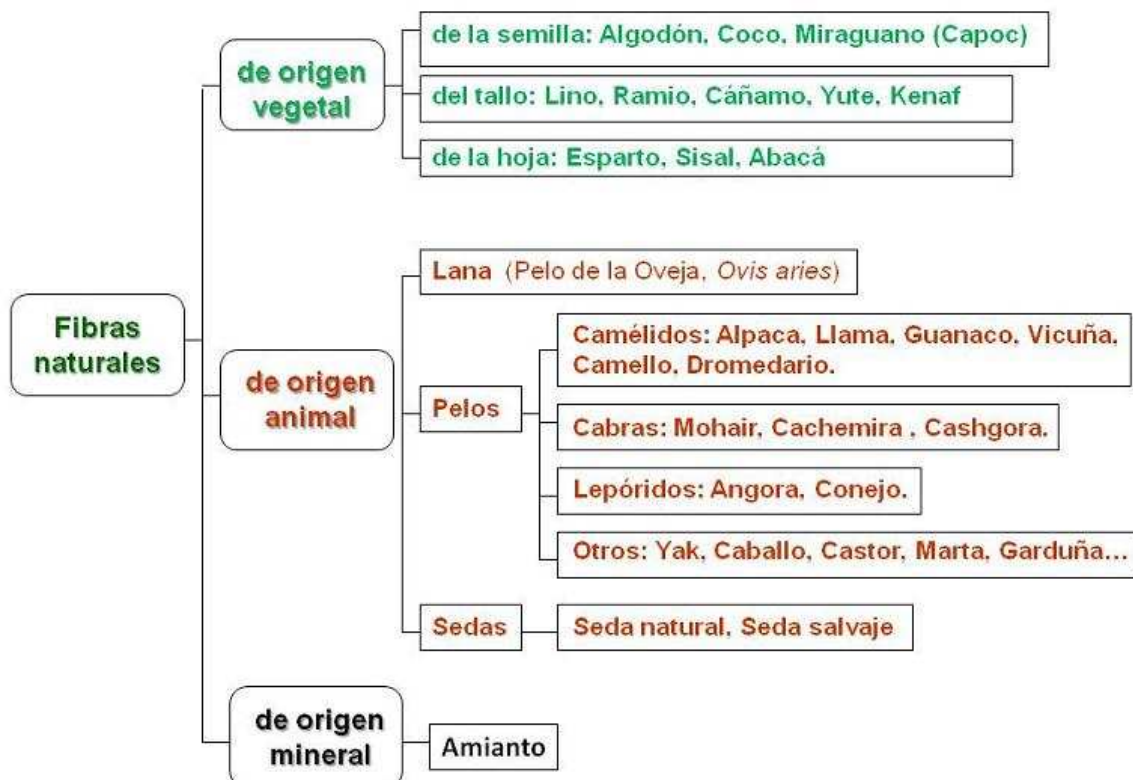 Fibras
naturales
de origen
vegetal
de la semilla: Algodón, Coco, Miraguano (Capoc)
del tallo: Lino, Ramio, Cáñamo, Yute, Kenaf
de la hoja: Esparto, Sisal, Abacá
de origen
animal
Lana (Pelo de la Oveja, Ovis aries)
Pelos
Camélidos: Alpaca, Llama, Guanaco, Vicuña,
Camello, Dromedario.
Cabras: Mohair, Cachemira , Cashgora.
Lepóridos: Angora, Conejo.
Otros: Yak, Caballo, Castor, Marta, Garduña...
Sedas
Seda natural, Seda salvaje
de origen
mineral
Amianto